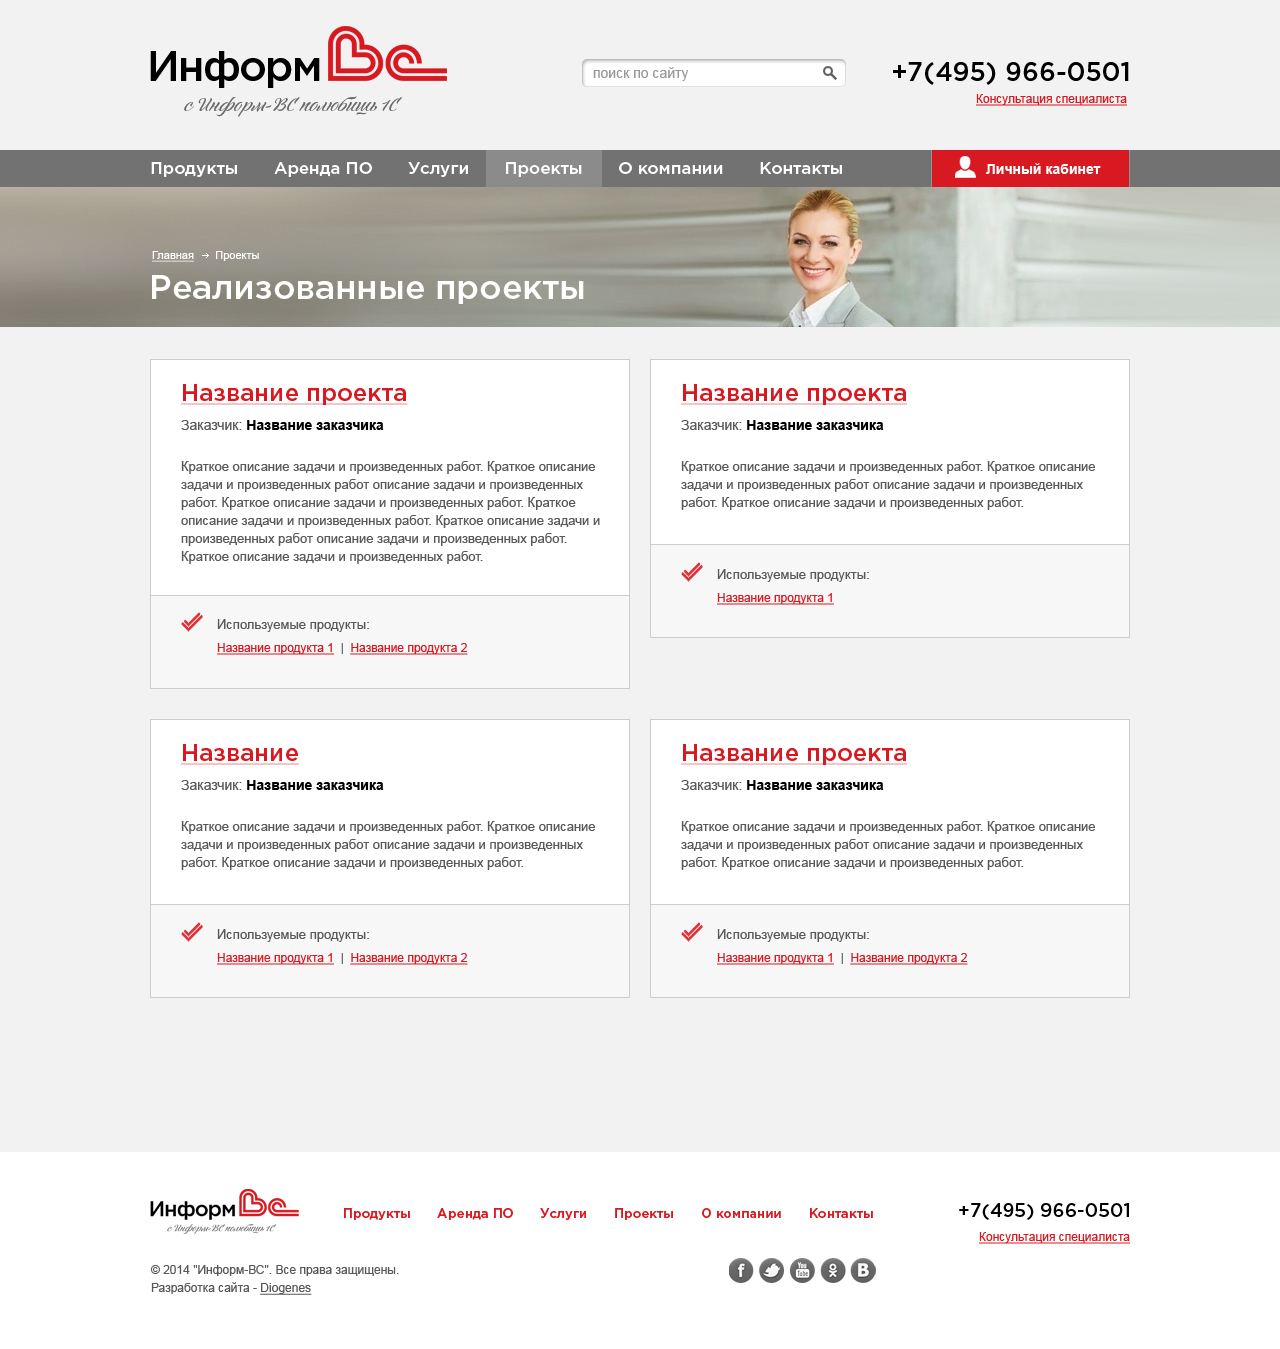 Информ ВС
с Информ-ВС полюбишь 1С
поиск по сайту
+7(495) 966-0501
Консультация специалиста
Продукты Аренда ПО Услуги Проекты О компании Контакты Личный кабинет
Главная → Проекты
Реализованные проекты
Название проекта
Заказчик: Название заказчика
Краткое описание задачи и произведенных работ. Краткое описание
задачи и произведенных работ описание задачи и произведенных
работ. Краткое описание задачи и произведенных работ. Краткое
описание задачи и произведенных работ. Краткое описание задачи и
произведенных работ описание задачи и произведенных работ.
Краткое описание задачи и произведенных работ.
Используемые продукты:
Название продукта 1 | Название продукта 2
Название проекта
Заказчик: Название заказчика
Краткое описание задачи и произведенных работ. Краткое описание
задачи и произведенных работ описание задачи и произведенных
работ. Краткое описание задачи и произведенных работ.
Используемые продукты:
Название продукта 1
Название
Заказчик: Название заказчика
Краткое описание задачи и произведенных работ. Краткое описание
задачи и произведенных работ описание задачи и произведенных
работ. Краткое описание задачи и произведенных работ.
Используемые продукты:
Название продукта 1 | Название продукта 2
Название проекта
Заказчик: Название заказчика
Краткое описание задачи и произведенных работ. Краткое описание
задачи и произведенных работ описание задачи и произведенных
работ. Краткое описание задачи и произведенных работ.
Используемые продукты:
Название продукта 1 | Название продукта 2
Информ ВС
с Информ-ВС полюбишь 1С
Продукты Аренда ПО Услуги Проекты О компании Контакты
+7(495) 966-0501
Консультация специалиста
© 2014 "Информ-ВС". Все права защищены.
Разработка сайта - Diogenes
f You Tube B